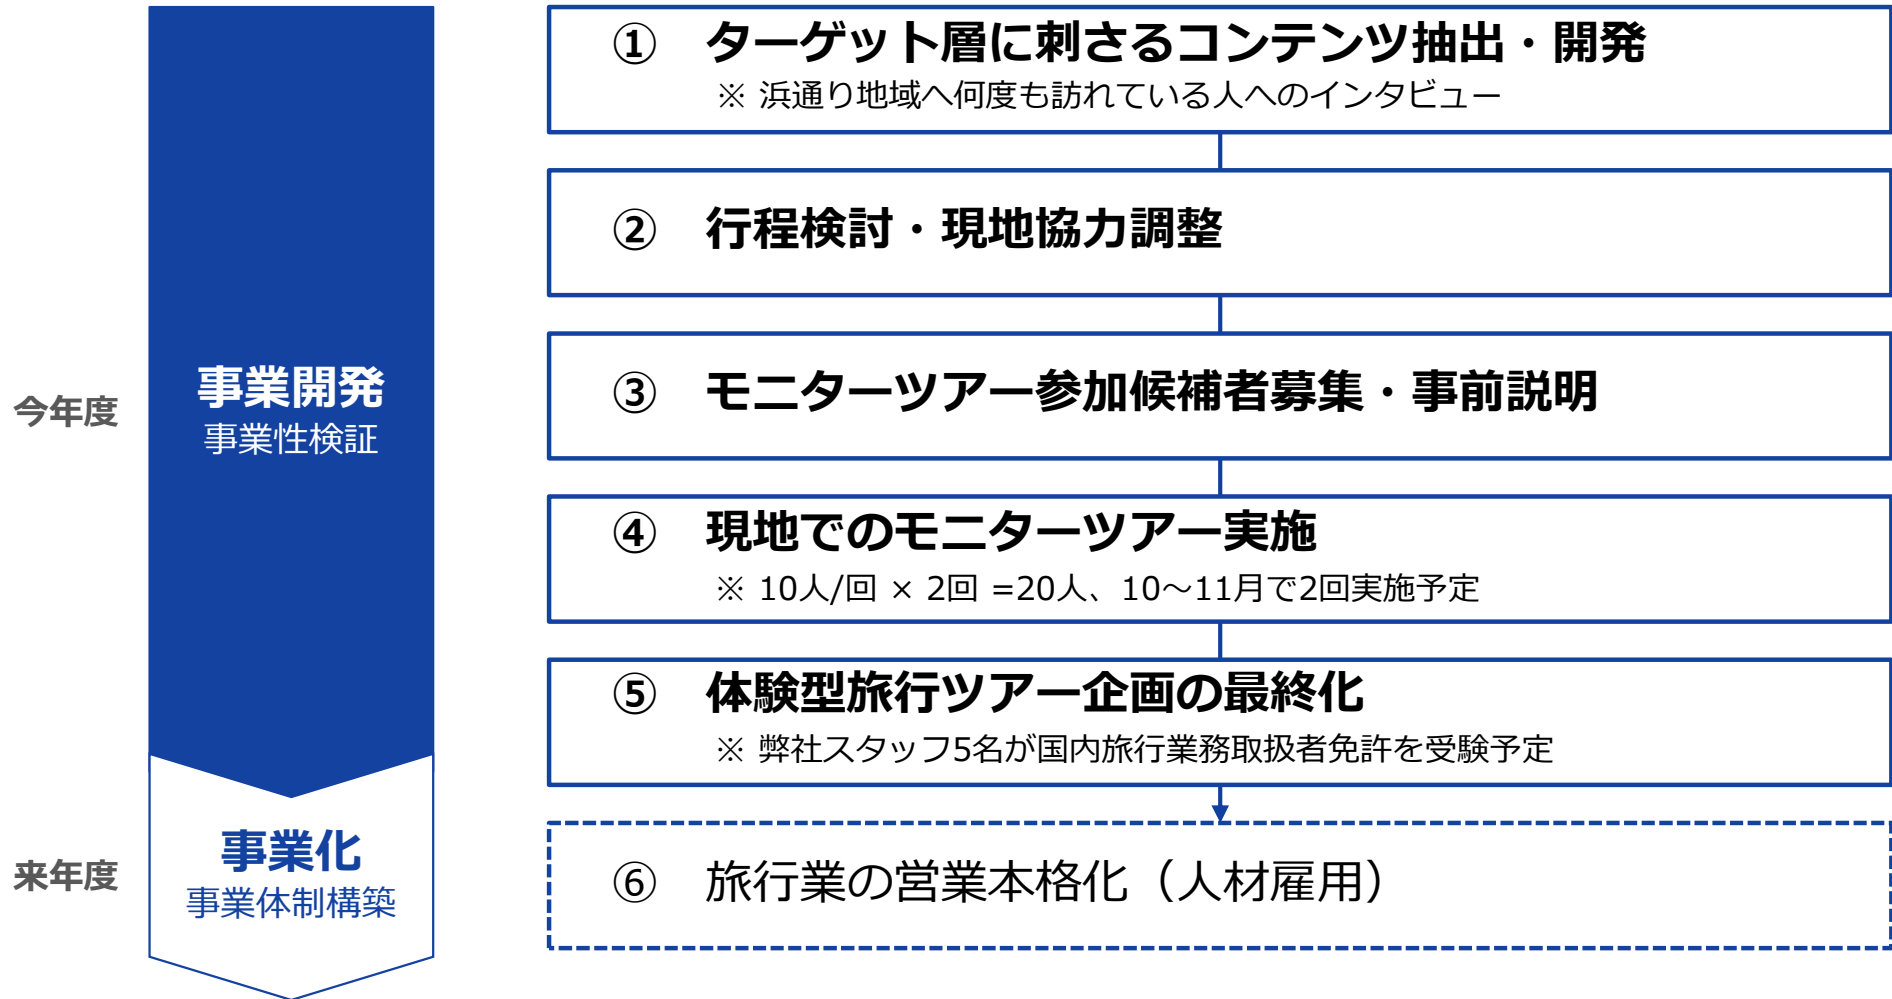 今年度
事業開発
事業性検証
来年度
事業化
事業体制構築
① ターゲット層に刺さるコンテンツ抽出・開発
※ 浜通り地域へ何度も訪れている人へのインタビュー
② 行程検討・現地協力調整
③ モニターツアー参加候補者募集・事前説明
④ 現地でのモニターツアー実施
※ 10人/回 × 2回 =20人、10～11月で2回実施予定
⑤ 体験型旅行ツアー企画の最終化
※ 弊社スタッフ5名が国内旅行業務取扱者免許を受験予定
⑥ 旅行業の営業本格化（人材雇用）